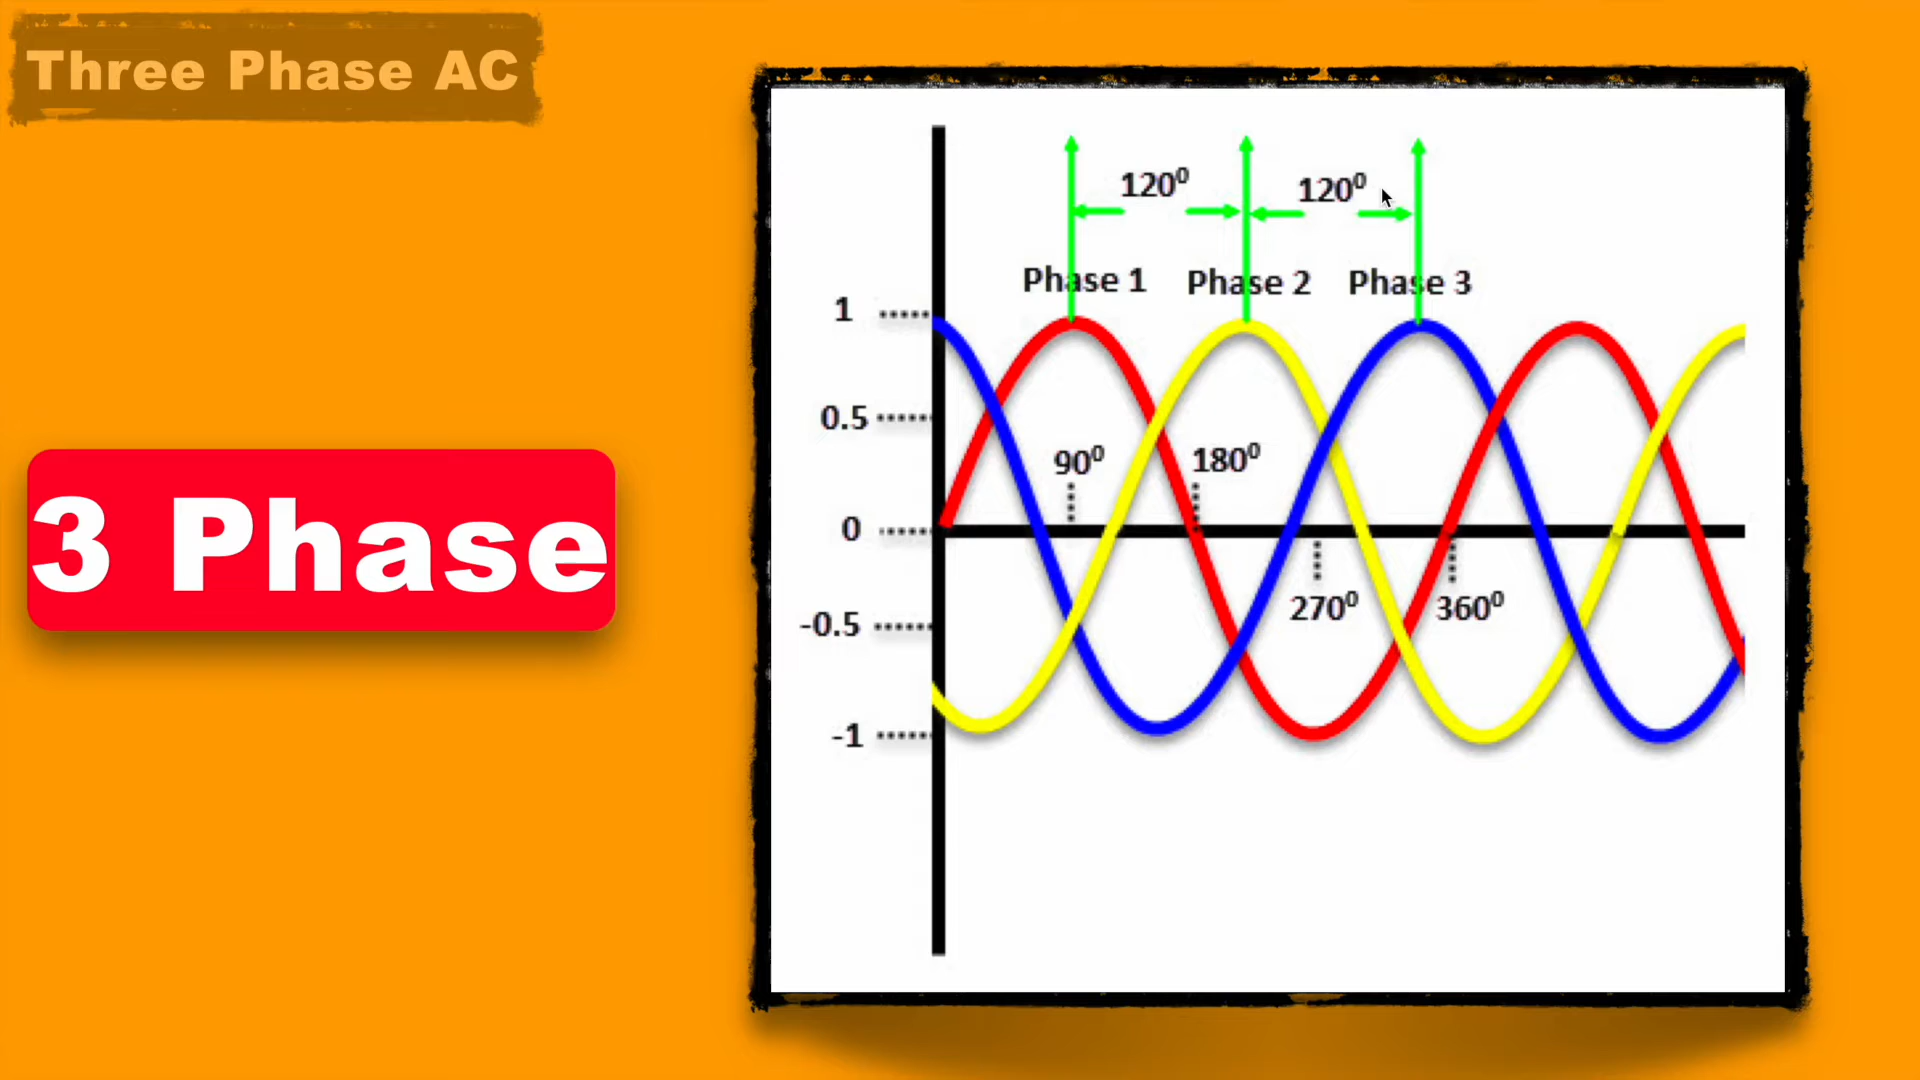 Three Phase AC
3 Phase
120⁰ 120⁰
Phase 1 Phase 2 Phase 3
1
0.5
90⁰ 180⁰
0
270⁰ 360⁰
-0.5
-1